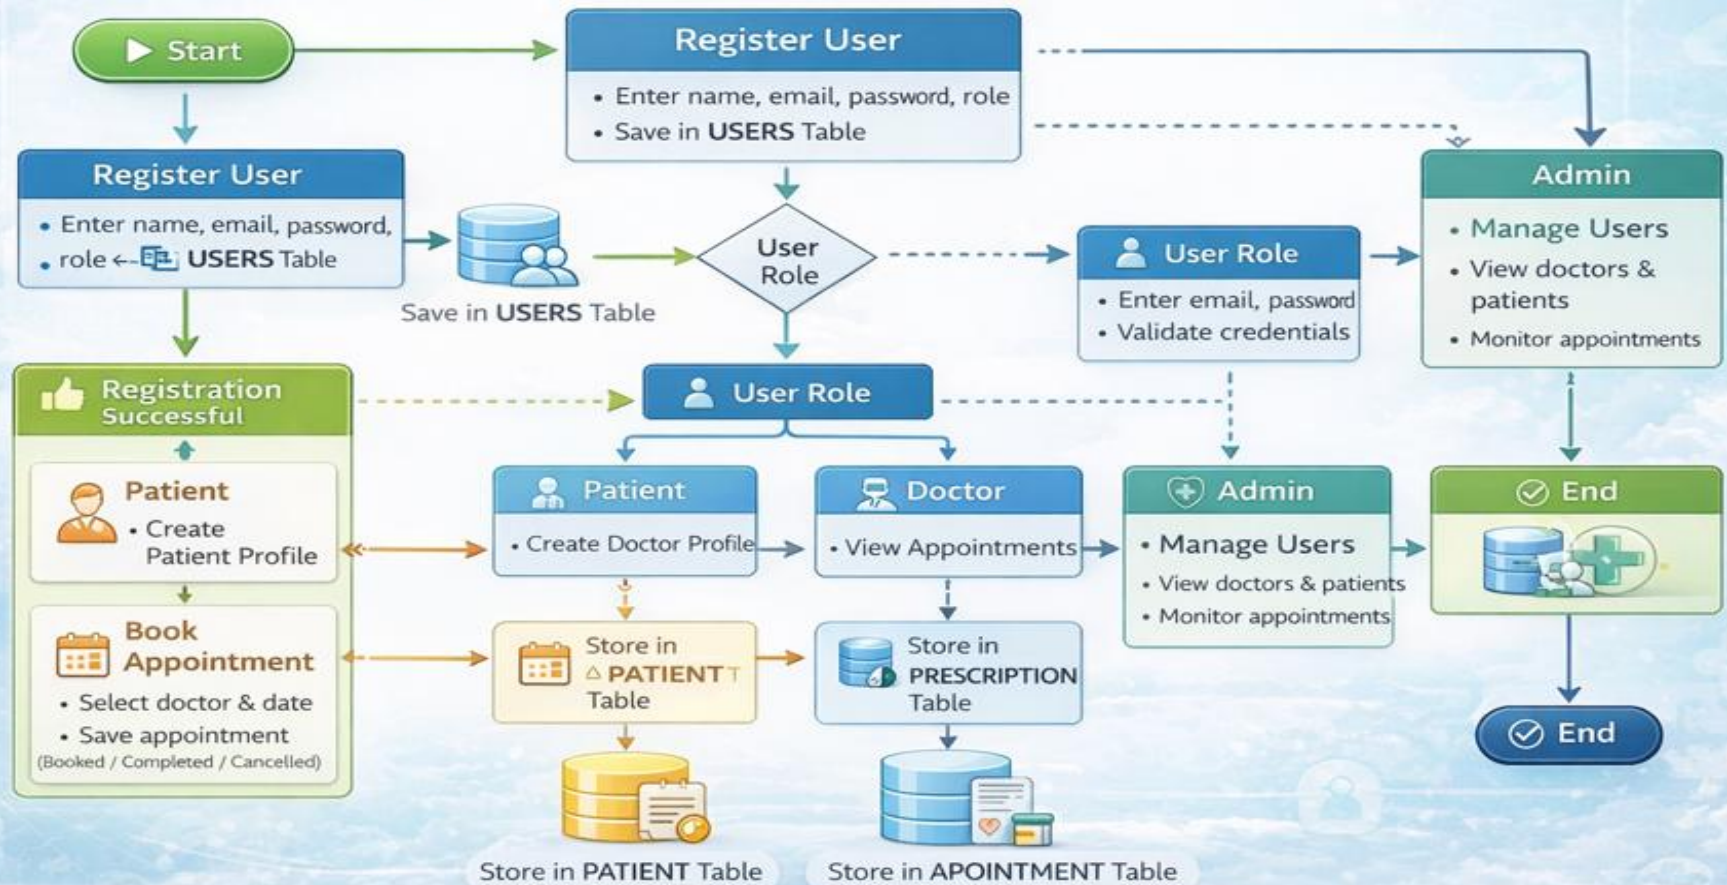 Start
Register User
• Enter name, email, password, role
• Save in USERS Table
Register User
• Enter name, email, password,
• role ← USERS Table
Save in USERS Table
User
Role
User Role
• Enter email, password
• Validate credentials
Admin
• Manage Users
• View doctors &
patients
• Monitor appointments
Registration
Successful
Patient
• Create
Patient Profile
Book
Appointment
• Select doctor & date
• Save appointment
(Booked / Completed / Cancelled)
User Role
Patient
• Create Doctor Profile
Doctor
• View Appointments
Admin
• Manage Users
• View doctors & patients
• Monitor appointments
End
Store in
△ PATIENT T
Table
Store in
PRESCRIPTION
Table
End
Store in PATIENT Table
Store in APOINTMENT Table